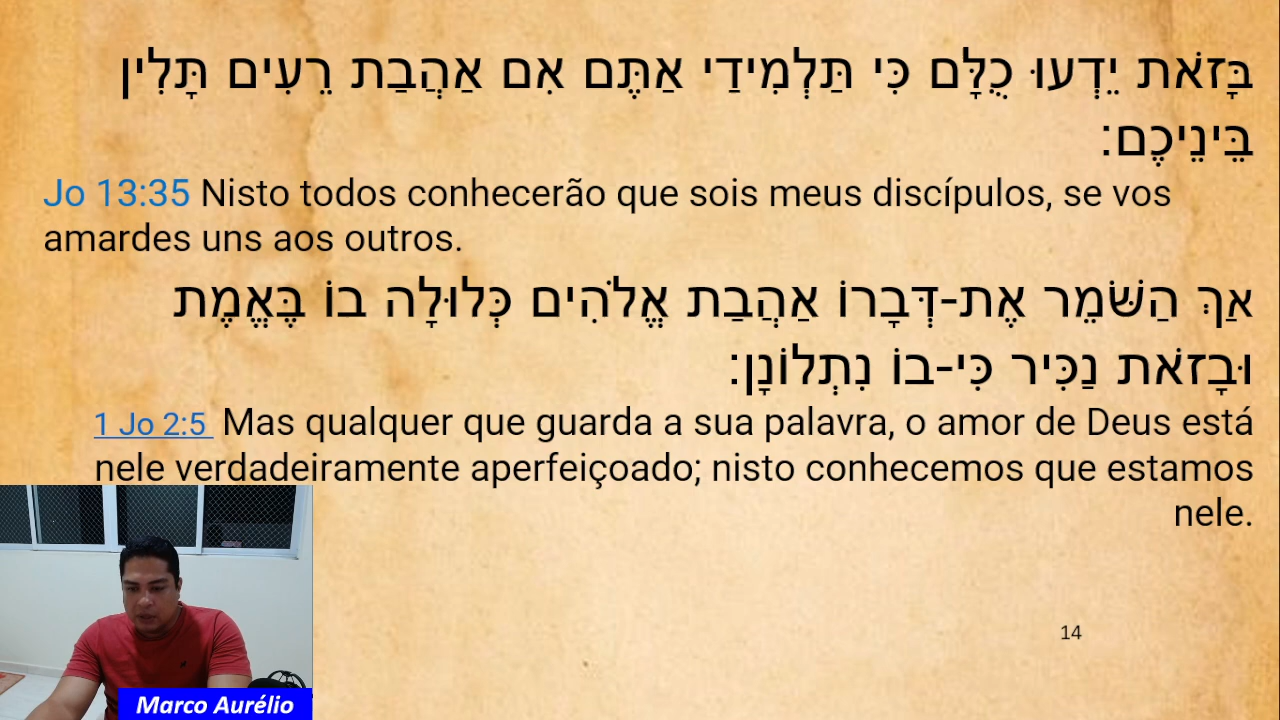 בָּזֹאת יֵדְעוּ כֻלָּם כִּי תַּלְמִידַי אַתֶּם אִם אַהֲבַת רֵעִים תָּלִין
בֵּינֵיכֶם׃
Jo 13:35 Nisto todos conhecerão que sois meus discípulos, se vos
amardes uns aos outros.
אַךְ הַשֹּׁמֵר אֶת-דְּבָרוֹ אַהֲבַת אֱלֹהִים כְּלוּלָה בוֹ בֶּאֱמֶת
וּבָזֹאת נַכִּיר כִּי-בוֹ נִתְלוֹנָן׃
1 Jo 2:5 Mas qualquer que guarda a sua palavra, o amor de Deus está
nele verdadeiramente aperfeiçoado; nisto conhecemos que estamos
nele.
14
Marco Aurélio